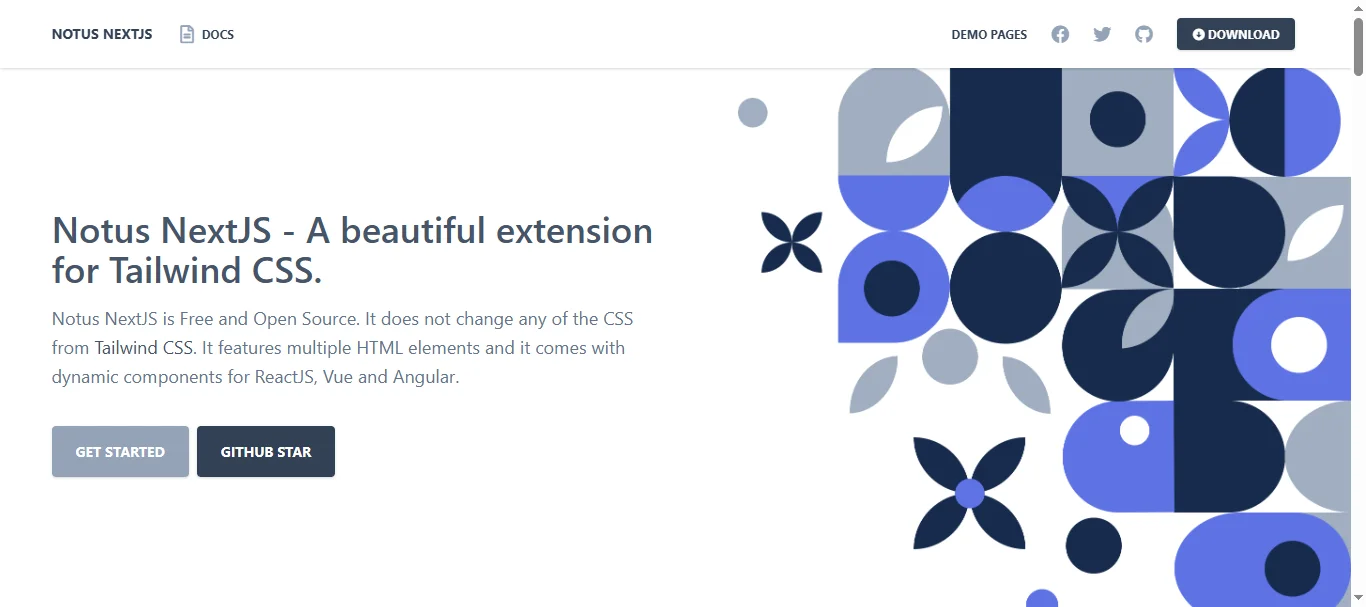 NOTUS NEXTJS
DOCS
DEMO PAGES
DOWNLOAD
Notus NextJS - A beautiful extension
for Tailwind CSS.
Notus NextJS is Free and Open Source. It does not change any of the CSS
from Tailwind CSS. It features multiple HTML elements and it comes with
dynamic components for ReactJS, Vue and Angular.
GET STARTED
GITHUB STAR